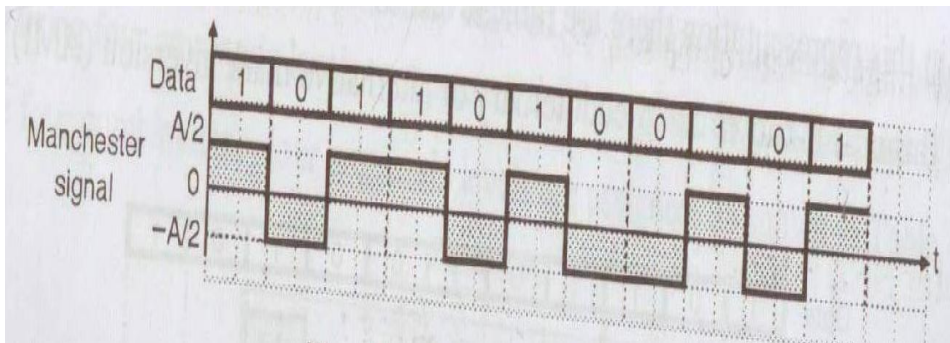 Data 1 0 1 1 0 1 0 0 1 0 1
A/2
Manchester
signal
0
−A/2
t